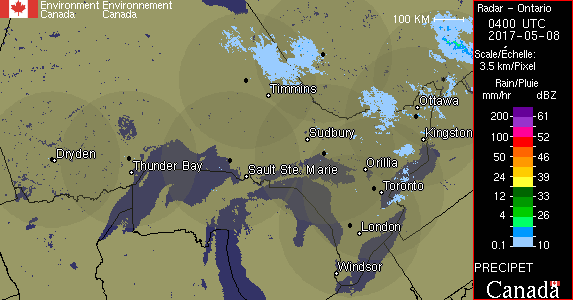 Environment Environnement
Canada Canada
100 KM
Timmins
Ottawa
Sudbury
Kingston
Dryden
Thunder Bay
Sault Ste. Marie
Orillia
Toronto
London
Windsor
Radar - Ontario
0400 UTC
2017-05-08
Scale/Échelle:
3.5 km/Pixel
Rain/Pluie
mm/hr dBZ
200 61
100 52
50 46
24 39
12 33
4 26
0.1 10
PRECIPET
Canada